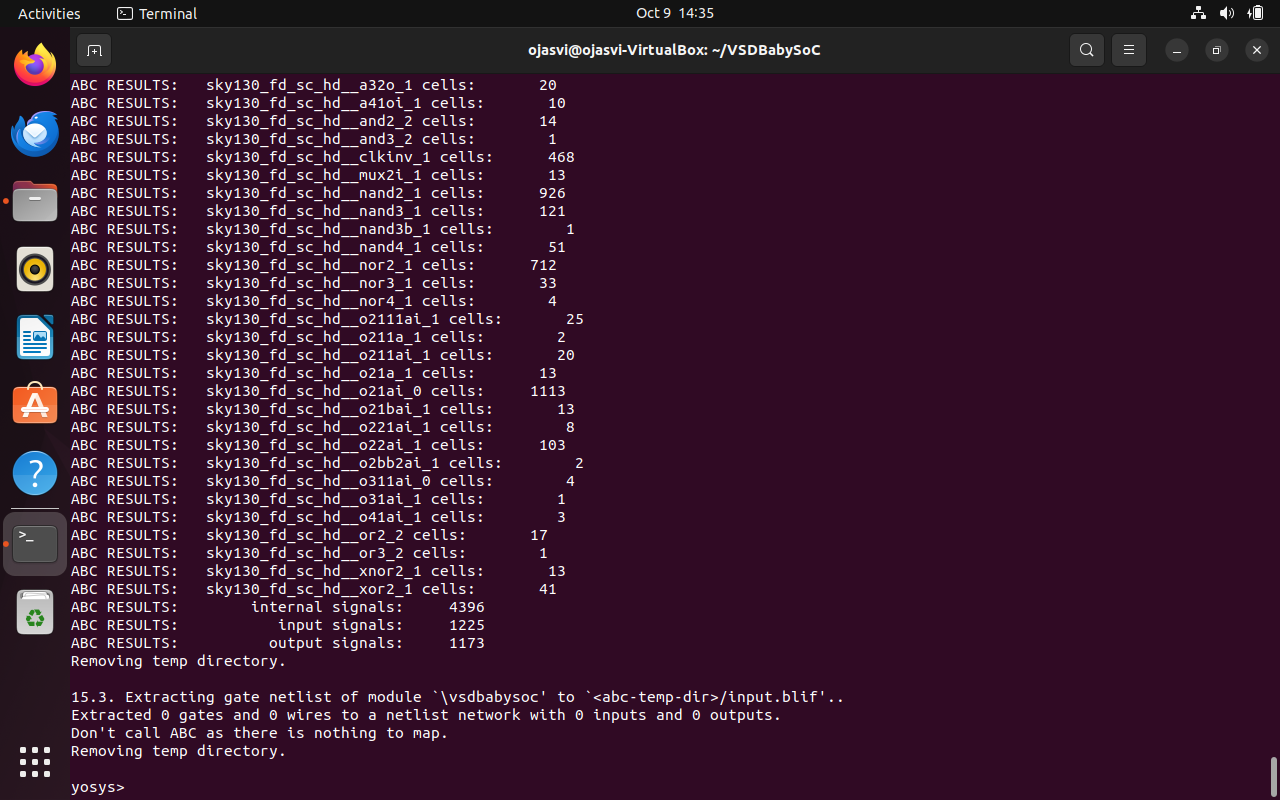 Activities Terminal Oct 9 14:35
ojasvi@ojasvi-VirtualBox: ~/VSDBabySoC
ABC RESULTS:   sky130_fd_sc_hd__a32o_1 cells:       20
ABC RESULTS:   sky130_fd_sc_hd__a41oi_1 cells:       10
ABC RESULTS:   sky130_fd_sc_hd__and2_2 cells:       14
ABC RESULTS:   sky130_fd_sc_hd__and3_2 cells:        1
ABC RESULTS:   sky130_fd_sc_hd__clkinv_1 cells:      468
ABC RESULTS:   sky130_fd_sc_hd__mux2i_1 cells:       13
ABC RESULTS:   sky130_fd_sc_hd__nand2_1 cells:      926
ABC RESULTS:   sky130_fd_sc_hd__nand3_1 cells:      121
ABC RESULTS:   sky130_fd_sc_hd__nand3b_1 cells:        1
ABC RESULTS:   sky130_fd_sc_hd__nand4_1 cells:       51
ABC RESULTS:   sky130_fd_sc_hd__nor2_1 cells:      712
ABC RESULTS:   sky130_fd_sc_hd__nor3_1 cells:       33
ABC RESULTS:   sky130_fd_sc_hd__nor4_1 cells:        4
ABC RESULTS:   sky130_fd_sc_hd__o2111ai_1 cells:       25
ABC RESULTS:   sky130_fd_sc_hd__o211a_1 cells:        2
ABC RESULTS:   sky130_fd_sc_hd__o211ai_1 cells:       20
ABC RESULTS:   sky130_fd_sc_hd__o21a_1 cells:       13
ABC RESULTS:   sky130_fd_sc_hd__o21ai_0 cells:     1113
ABC RESULTS:   sky130_fd_sc_hd__o21bai_1 cells:       13
ABC RESULTS:   sky130_fd_sc_hd__o221ai_1 cells:        8
ABC RESULTS:   sky130_fd_sc_hd__o22ai_1 cells:      103
ABC RESULTS:   sky130_fd_sc_hd__o2bb2ai_1 cells:        2
ABC RESULTS:   sky130_fd_sc_hd__o311ai_0 cells:        4
ABC RESULTS:   sky130_fd_sc_hd__o31ai_1 cells:        1
ABC RESULTS:   sky130_fd_sc_hd__o41ai_1 cells:        3
ABC RESULTS:   sky130_fd_sc_hd__or2_2 cells:       17
ABC RESULTS:   sky130_fd_sc_hd__or3_2 cells:        1
ABC RESULTS:   sky130_fd_sc_hd__xnor2_1 cells:       13
ABC RESULTS:   sky130_fd_sc_hd__xor2_1 cells:       41
ABC RESULTS:        internal signals:     4396
ABC RESULTS:           input signals:     1225
ABC RESULTS:          output signals:     1173
Removing temp directory.
15.3. Extracting gate netlist of module `\vsdbabysoc' to `<abc-temp-dir>/input.blif'..
Extracted 0 gates and 0 wires to a netlist network with 0 inputs and 0 outputs.
Don't call ABC as there is nothing to map.
Removing temp directory.
yosys>